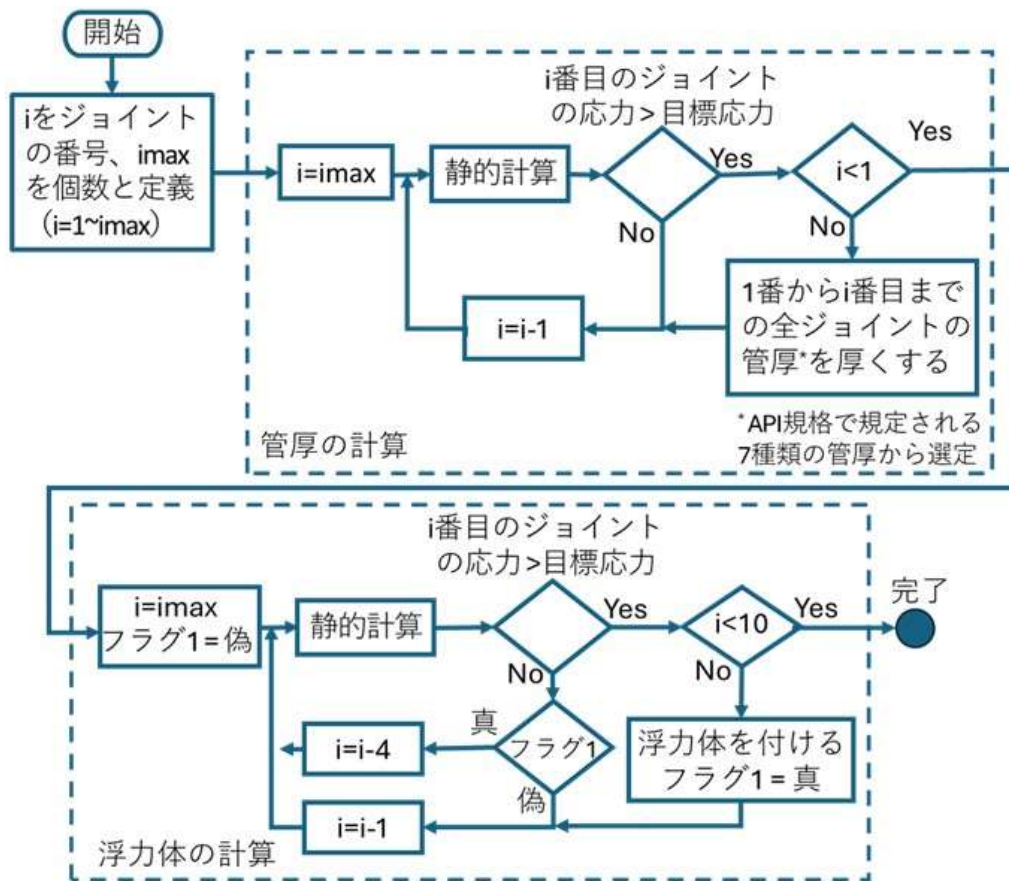 開始
iをジョイント
の番号、imax
を個数と定義
（i=1~imax）
i番目のジョイント
の応力>目標応力
i=imax
静的計算
Yes
i<1
Yes
No
No
i=i-1
1番からi番目まで
の全ジョイントの
管厚*を厚くする
*API規格で規定される
7種類の管厚から選定
管厚の計算
i番目のジョイント
の応力>目標応力
i=imax
フラグ1=偽
静的計算
Yes
i<10
Yes
完了
No
No
真
i=i-4
フラグ1
浮力体を付ける
フラグ1=真
偽
i=i-1
浮力体の計算